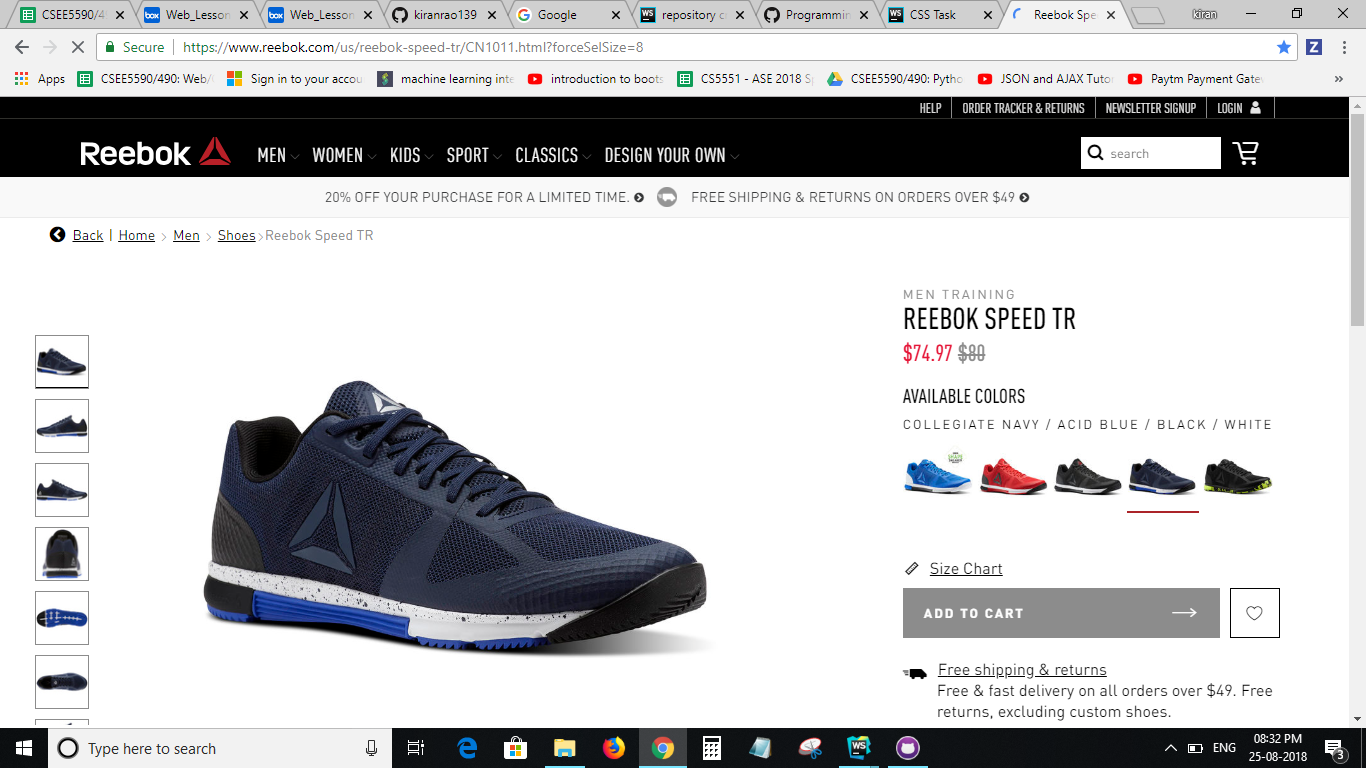 CSEE5590/4
Web_Lesson
Web_Lesson
kiranrao139
Google
repository c
Programmin
CSS Task
Reebok Spe
kiran
Secure https://www.reebok.com/us/reebok-speed-tr/CN1011.html?forceSelSize=8
Apps CSEE5590/490: Web/ Sign in to your accou machine learning inte introduction to boots CS5551 - ASE 2018 Sp CSEE5590/490: Pytho JSON and AJAX Tutor Paytm Payment Gate
HELP ORDER TRACKER & RETURNS NEWSLETTER SIGNUP LOGIN
Reebok MEN WOMEN KIDS SPORT CLASSICS DESIGN YOUR OWN search
20% OFF YOUR PURCHASE FOR A LIMITED TIME. FREE SHIPPING & RETURNS ON ORDERS OVER $49
Back | Home > Men > Shoes > Reebok Speed TR
MEN TRAINING
REEBOK SPEED TR
$74.97 $80
AVAILABLE COLORS
COLLEGIATE NAVY / ACID BLUE / BLACK / WHITE
Size Chart
ADD TO CART
Free shipping & returns
Free & fast delivery on all orders over $49. Free
returns, excluding custom shoes.
Type here to search
ENG
08:32 PM
25-08-2018
3